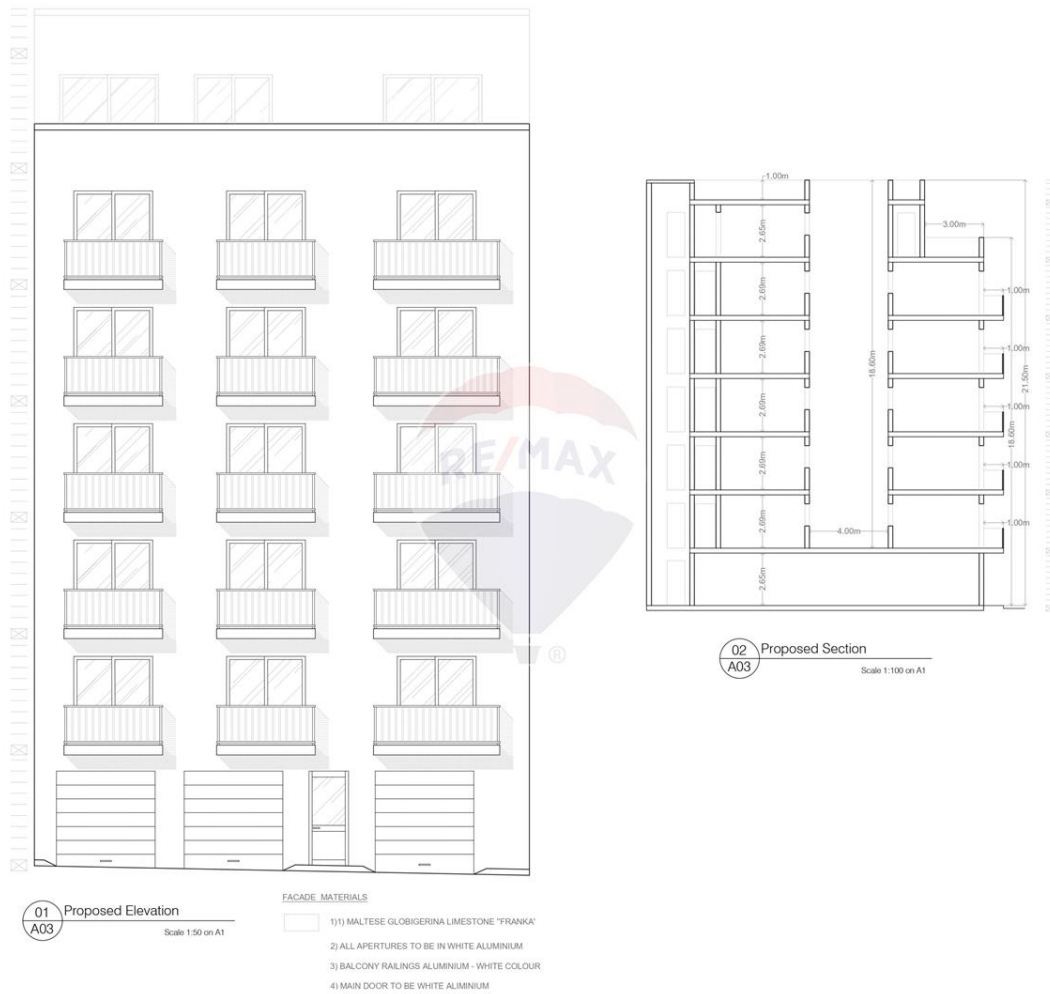 1.00m
2.65m
3.00m
2.69m
1.00m
2.69m
18.60m
1.00m
21.50m
2.69m
1.00m
18.60m
2.69m
1.00m
2.69m
4.00m
1.00m
2.65m
RE/MAX
®
02
A03
Proposed Section
Scale 1:100 on A1
01
A03
Proposed Elevation
Scale 1:50 on A1
FACADE MATERIALS
1)1) MALTESE GLOBIGERINA LIMESTONE "FRANKA'
2) ALL APERTURES TO BE IN WHITE ALUMINIUM
3) BALCONY RAILINGS ALUMINIUM - WHITE COLOUR
4) MAIN DOOR TO BE WHITE ALIMINIUM